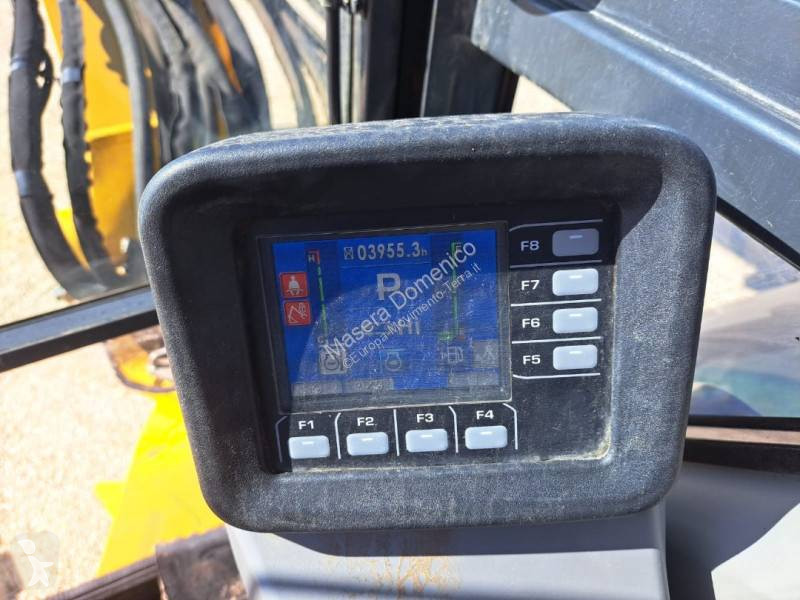 03955.3h
H
F
P
F8
F7
F6
F5
F1
F2
F3
F4
Masera Domenico
©Europa-Movimento-Terra.it